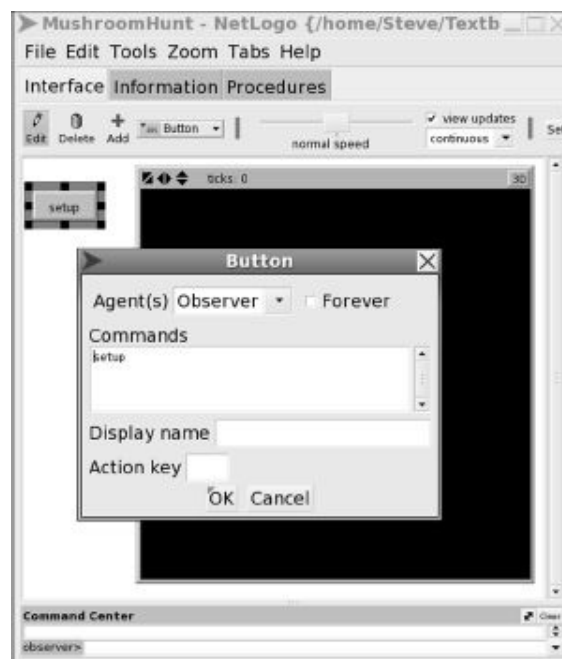 MushroomHunt - NetLogo {/home/Steve/Textb
File Edit Tools Zoom Tabs Help
Interface Information Procedures
Edit Delete Add Button normal speed view updates continuous Se
setup
ticks: 0 3D
Button
Agent(s) Observer Forever
Commands
setup
Display name
Action key
OK Cancel
Command Center Clear
observer>